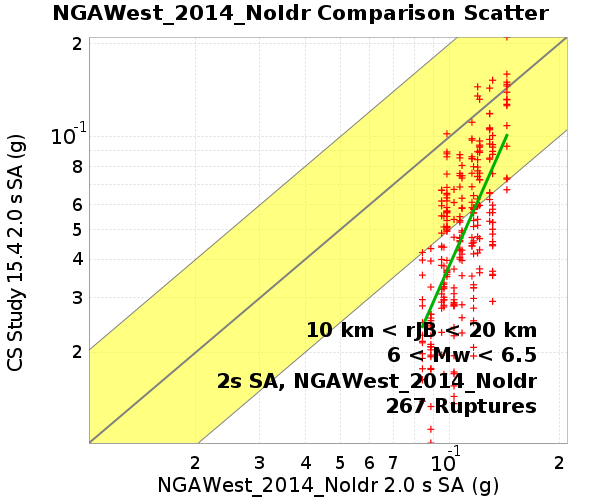 NGAWest_2014_NoIdr Comparison Scatter
CS Study 15.4 2.0 s SA (g)
2
10-1
8
6
5
4
3
2
10 km < rJB < 20 km
6 < Mw < 6.5
2s SA, NGAWest_2014_NoIdr
267 Ruptures
2 3 4 5 6 7 10-1 2
NGAWest_2014_NoIdr 2.0 s SA (g)